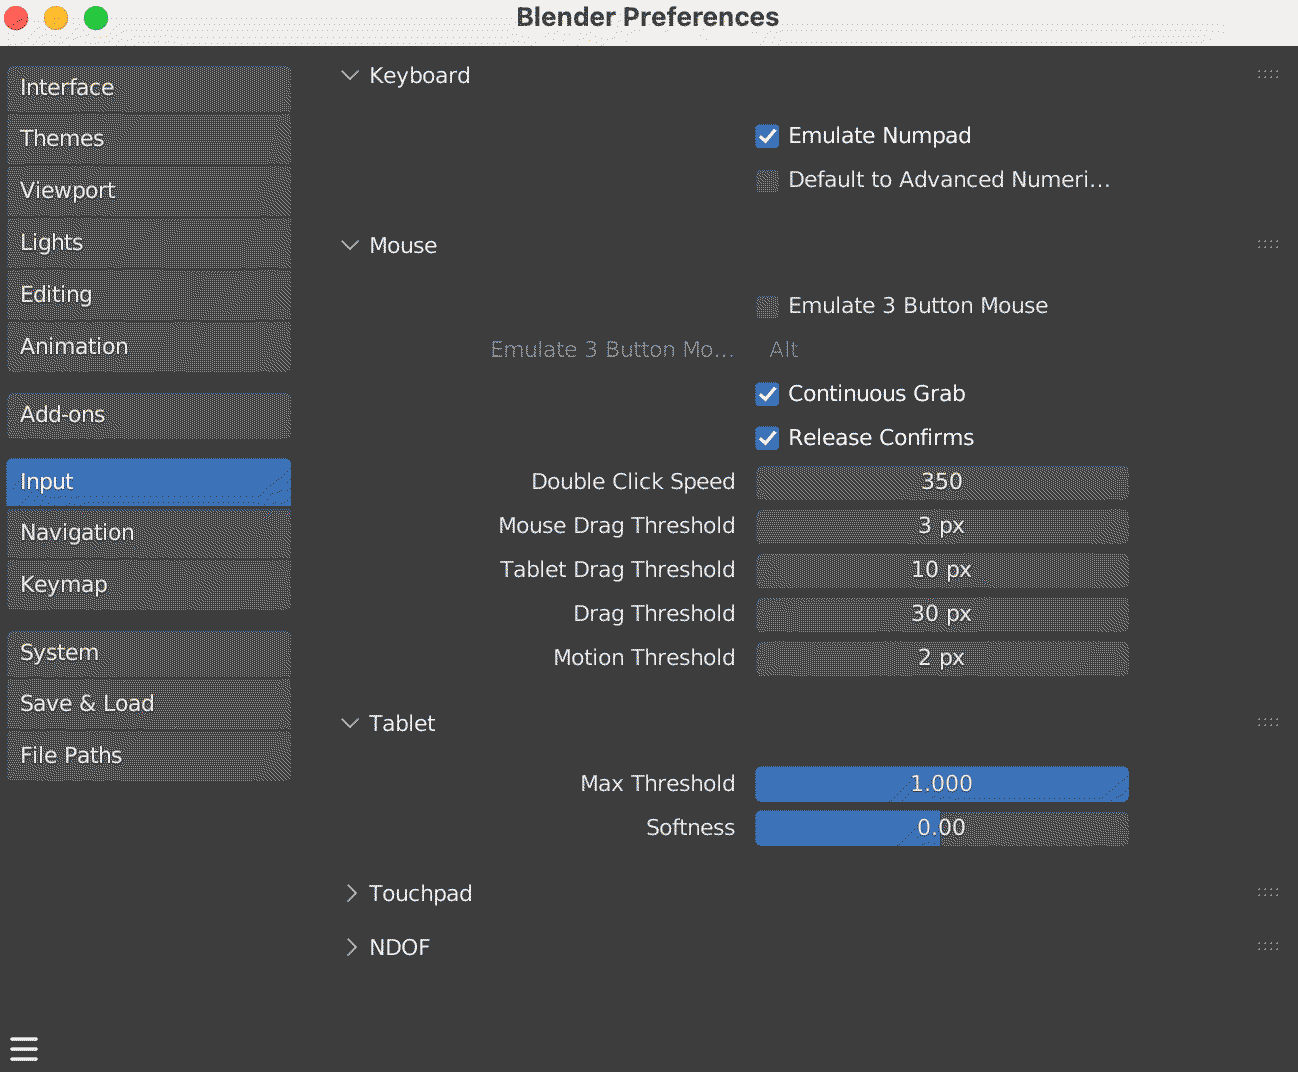 Blender Preferences
Interface
Themes
Viewport
Lights
Editing
Animation
Add-ons
Input
Navigation
Keymap
System
Save & Load
File Paths
Keyboard
Emulate Numpad
Default to Advanced Numeri...
Mouse
Emulate 3 Button Mouse
Emulate 3 Button Mo... Alt
Continuous Grab
Release Confirms
Double Click Speed 350
Mouse Drag Threshold 3 px
Tablet Drag Threshold 10 px
Drag Threshold 30 px
Motion Threshold 2 px
Tablet
Max Threshold 1.000
Softness 0.00
Touchpad
NDOF